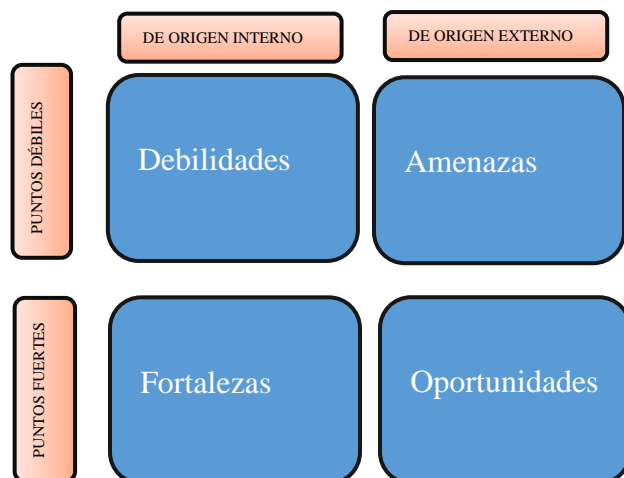 DE ORIGEN INTERNO
DE ORIGEN EXTERNO
PUNTOS DÉBILES
Debilidades
Amenazas
PUNTOS FUERTES
Fortalezas
Oportunidades